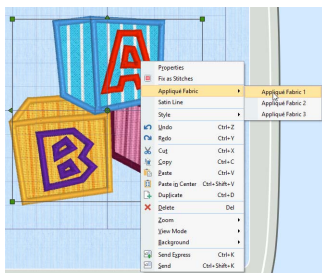 A
B
Properties
Fix as Stitches
Appliqué Fabric
Appliqué Fabric 1
Satin Line
Appliqué Fabric 2
Style
Appliqué Fabric 3
Undo Ctrl+Z
Redo Ctrl+Y
Cut Ctrl+X
Copy Ctrl+C
Paste Ctrl+V
Paste in Center Ctrl+Shift+V
Duplicate Ctrl+D
Delete Del
Zoom
View Mode
Background
Send Express Ctrl+K
Send Ctrl+Shift+K